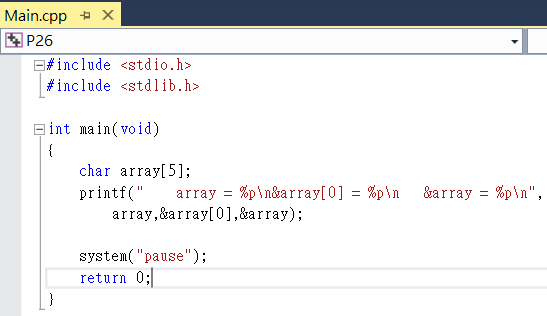 Main.cpp
P26
#include <stdio.h>
#include <stdlib.h>
int main(void)
{
    char array[5];
    printf("    array = %p\n&array[0] = %p\n   &array = %p\n",
        array,&array[0],&array);
    system("pause");
    return 0;
}